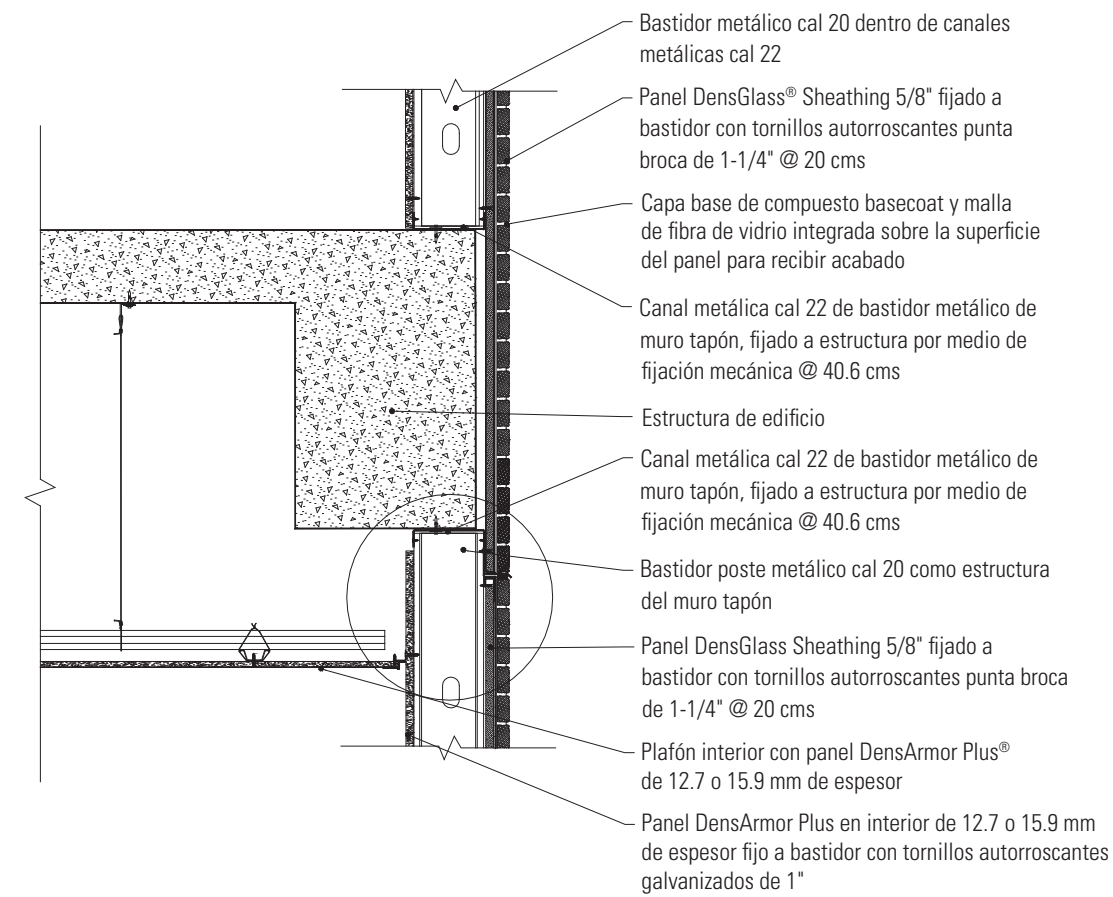 Bastidor metálico cal 20 dentro de canales
metálicas cal 22
Panel DensGlass® Sheathing 5/8" fijado a
bastidor con tornillos autorroscantes punta
broca de 1-1/4" @ 20 cms
Capa base de compuesto basecoat y malla
de fibra de vidrio integrada sobre la superficie
del panel para recibir acabado
Canal metálica cal 22 de bastidor metálico de
muro tapón, fijado a estructura por medio de
fijación mecánica @ 40.6 cms
Estructura de edificio
Canal metálica cal 22 de bastidor metálico de
muro tapón, fijado a estructura por medio de
fijación mecánica @ 40.6 cms
Bastidor poste metálico cal 20 como estructura
del muro tapón
Panel DensGlass Sheathing 5/8" fijado a
bastidor con tornillos autorroscantes punta broca
de 1-1/4" @ 20 cms
Plafón interior con panel DensArmor Plus®
de 12.7 o 15.9 mm de espesor
Panel DensArmor Plus en interior de 12.7 o 15.9 mm
de espesor fijo a bastidor con tornillos autorroscantes
galvanizados de 1"